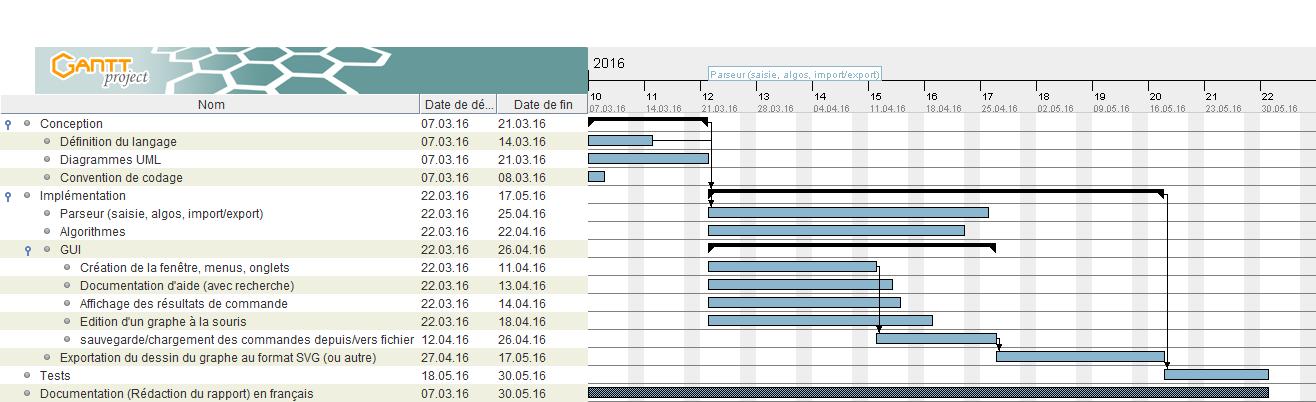 GANTT
project
2016
Parseur (saisie, algos, import/export)
Nom Date de dé... Date de fin
10 11 12 13 14 15 16 17 18 19 20 21 22
07.03.16 14.03.16 21.03.16 28.03.16 04.04.16 11.04.16 18.04.16 25.04.16 02.05.16 09.05.16 20.05.16 23.05.16 30.05.16
Conception 07.03.16 21.03.16
Définition du langage 07.03.16 14.03.16
Diagrammes UML 07.03.16 21.03.16
Convention de codage 07.03.16 08.03.16
Implémentation 22.03.16 17.05.16
Parseur (saisie, algos, import/export) 22.03.16 25.04.16
Algorithmes 22.03.16 22.04.16
GUI 22.03.16 26.04.16
Création de la fenêtre, menus, onglets 22.03.16 11.04.16
Documentation d'aide (avec recherche) 22.03.16 13.04.16
Affichage des résultats de commande 22.03.16 14.04.16
Edition d'un graphe à la souris 22.03.16 18.04.16
sauvegarde/chargement des commandes depuis/vers fichier 12.04.16 26.04.16
Exportation du dessin du graphe au format SVG (ou autre) 27.04.16 17.05.16
Tests 18.05.16 30.05.16
Documentation (Rédaction du rapport) en français 07.03.16 30.05.16